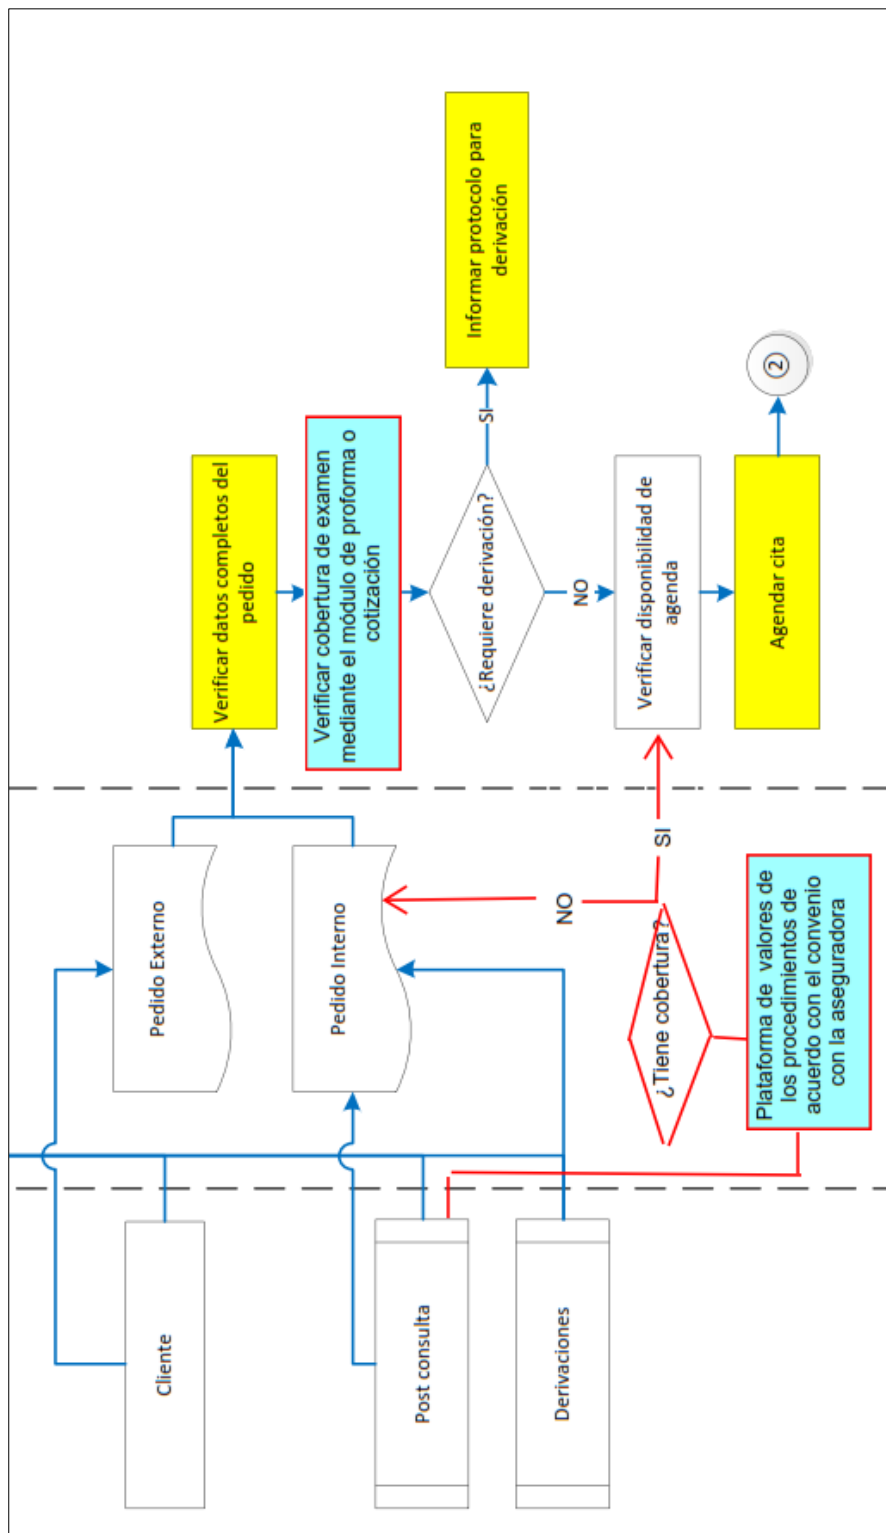 Cliente
Post consulta
Derivaciones
Pedido Externo
Pedido Interno
NO
¿Tiene cobertura?
SI
Plataforma de valores de
los procedimientos de
acuerdo con el convenio
con la aseguradora
Verificar datos completos del
pedido
Verificar cobertura de examen
mediante el módulo de proforma o
cotización
¿Requiere derivación?
SI
NO
Informar protocolo para
derivación
Verificar disponibilidad de
agenda
Agendar cita
②